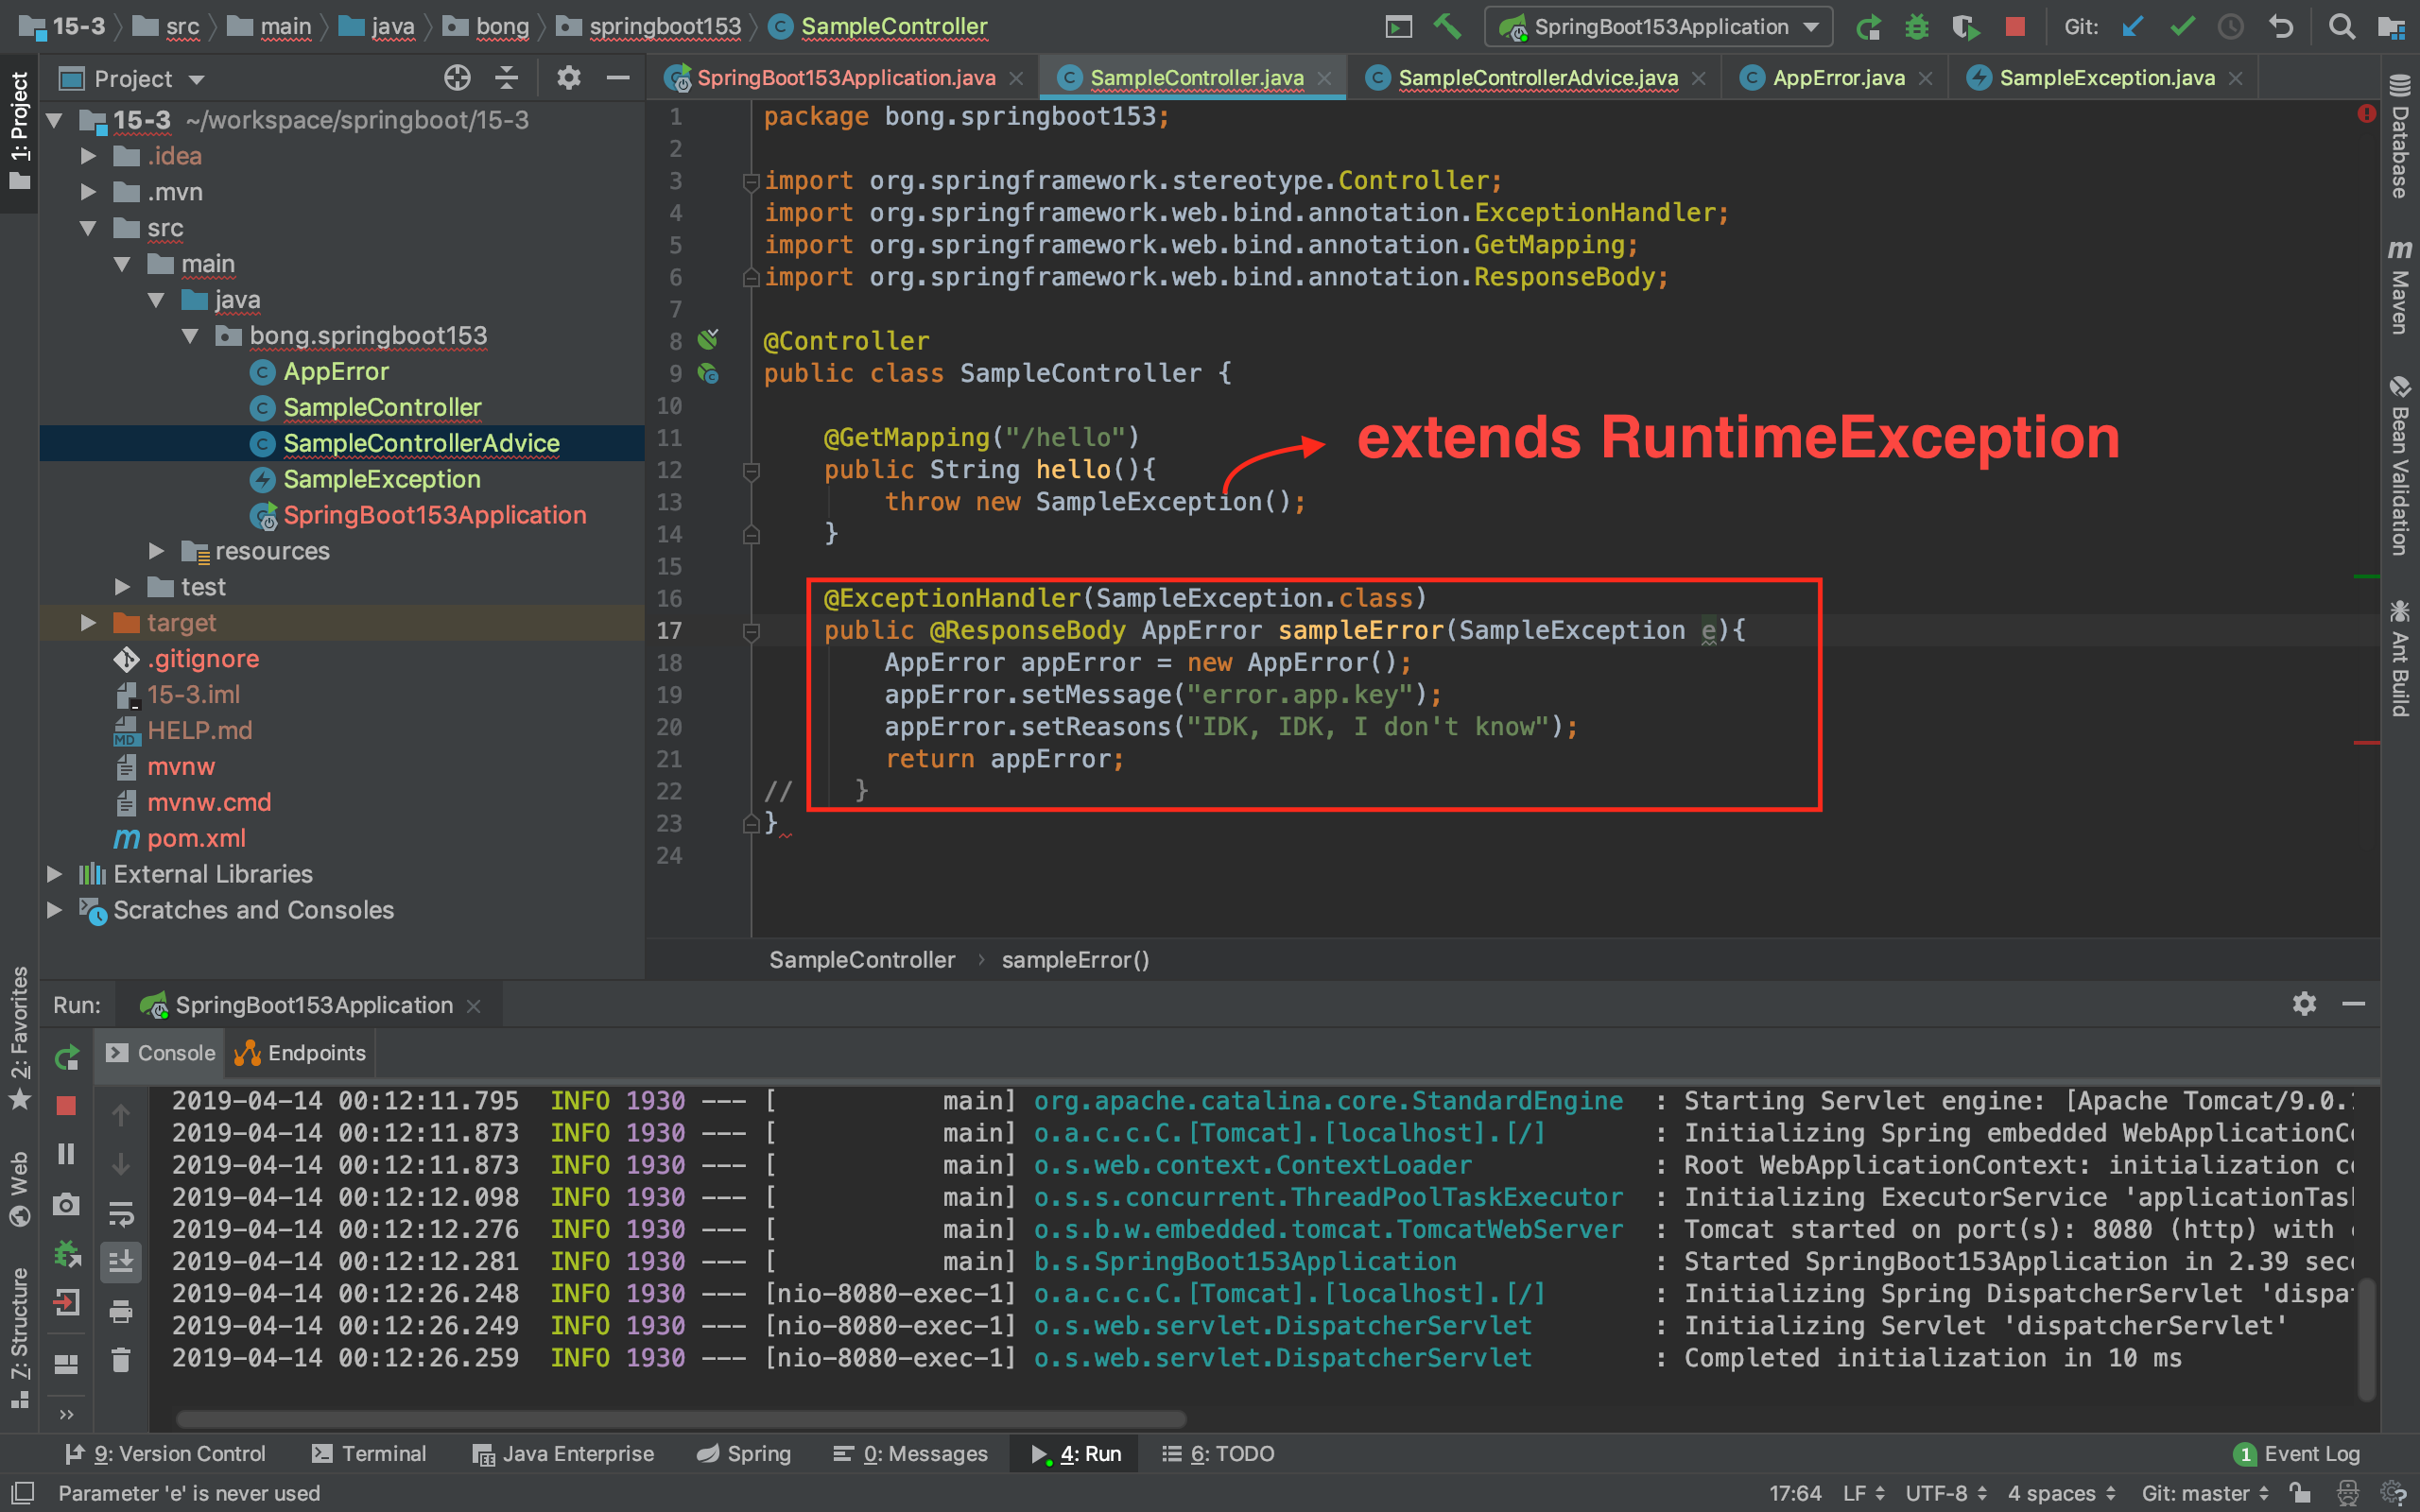 15-3 src main java bong springboot153 SampleController
SpringBoot153Application Git:
1: Project
Project
SpringBoot153Application.java SampleController.java SampleControllerAdvice.java AppError.java SampleException.java
15-3 ~/workspace/springboot/15-3
.idea
.mvn
src
main
java
bong.springboot153
AppError
SampleController
SampleControllerAdvice
SampleException
SpringBoot153Application
resources
test
target
.gitignore
15-3.iml
HELP.md
mvnw
mvnw.cmd
pom.xml
External Libraries
Scratches and Consoles
1 package bong.springboot153;
2
3 import org.springframework.stereotype.Controller;
4 import org.springframework.web.bind.annotation.ExceptionHandler;
5 import org.springframework.web.bind.annotation.GetMapping;
6 import org.springframework.web.bind.annotation.ResponseBody;
7
8 @Controller
9 public class SampleController {
10
11 @GetMapping("/hello")
12 public String hello(){
13 throw new SampleException();
14 }
15
16 @ExceptionHandler(SampleException.class)
17 public @ResponseBody AppError sampleError(SampleException e){
18 AppError appError = new AppError();
19 appError.setMessage("error.app.key");
20 appError.setReasons("IDK, IDK, I don't know");
21 return appError;
22 // }
23 }
24
extends RuntimeException
SampleController › sampleError()
Database
Maven
Bean Validation
Ant Build
2: Favorites
Web
Z: Structure
Run: SpringBoot153Application
Console Endpoints
2019-04-14 00:12:11.795 INFO 1930 --- [ main] org.apache.catalina.core.StandardEngine : Starting Servlet engine: [Apache Tomcat/9.0.
2019-04-14 00:12:11.873 INFO 1930 --- [ main] o.a.c.c.C.[Tomcat].[localhost].[/] : Initializing Spring embedded WebApplicationC
2019-04-14 00:12:11.873 INFO 1930 --- [ main] o.s.web.context.ContextLoader : Root WebApplicationContext: initialization c
2019-04-14 00:12:12.098 INFO 1930 --- [ main] o.s.s.concurrent.ThreadPoolTaskExecutor : Initializing ExecutorService 'applicationTas
2019-04-14 00:12:12.276 INFO 1930 --- [ main] o.s.b.w.embedded.tomcat.TomcatWebServer : Tomcat started on port(s): 8080 (http) with
2019-04-14 00:12:12.281 INFO 1930 --- [ main] b.s.SpringBoot153Application : Started SpringBoot153Application in 2.39 sec
2019-04-14 00:12:26.248 INFO 1930 --- [nio-8080-exec-1] o.a.c.c.C.[Tomcat].[localhost].[/] : Initializing Spring DispatcherServlet 'dispa
2019-04-14 00:12:26.249 INFO 1930 --- [nio-8080-exec-1] o.s.web.servlet.DispatcherServlet : Initializing Servlet 'dispatcherServlet'
2019-04-14 00:12:26.259 INFO 1930 --- [nio-8080-exec-1] o.s.web.servlet.DispatcherServlet : Completed initialization in 10 ms
9: Version Control Terminal Java Enterprise Spring 0: Messages 4: Run 6: TODO 1 Event Log
Parameter 'e' is never used 17:64 LF UTF-8 4 spaces Git: master